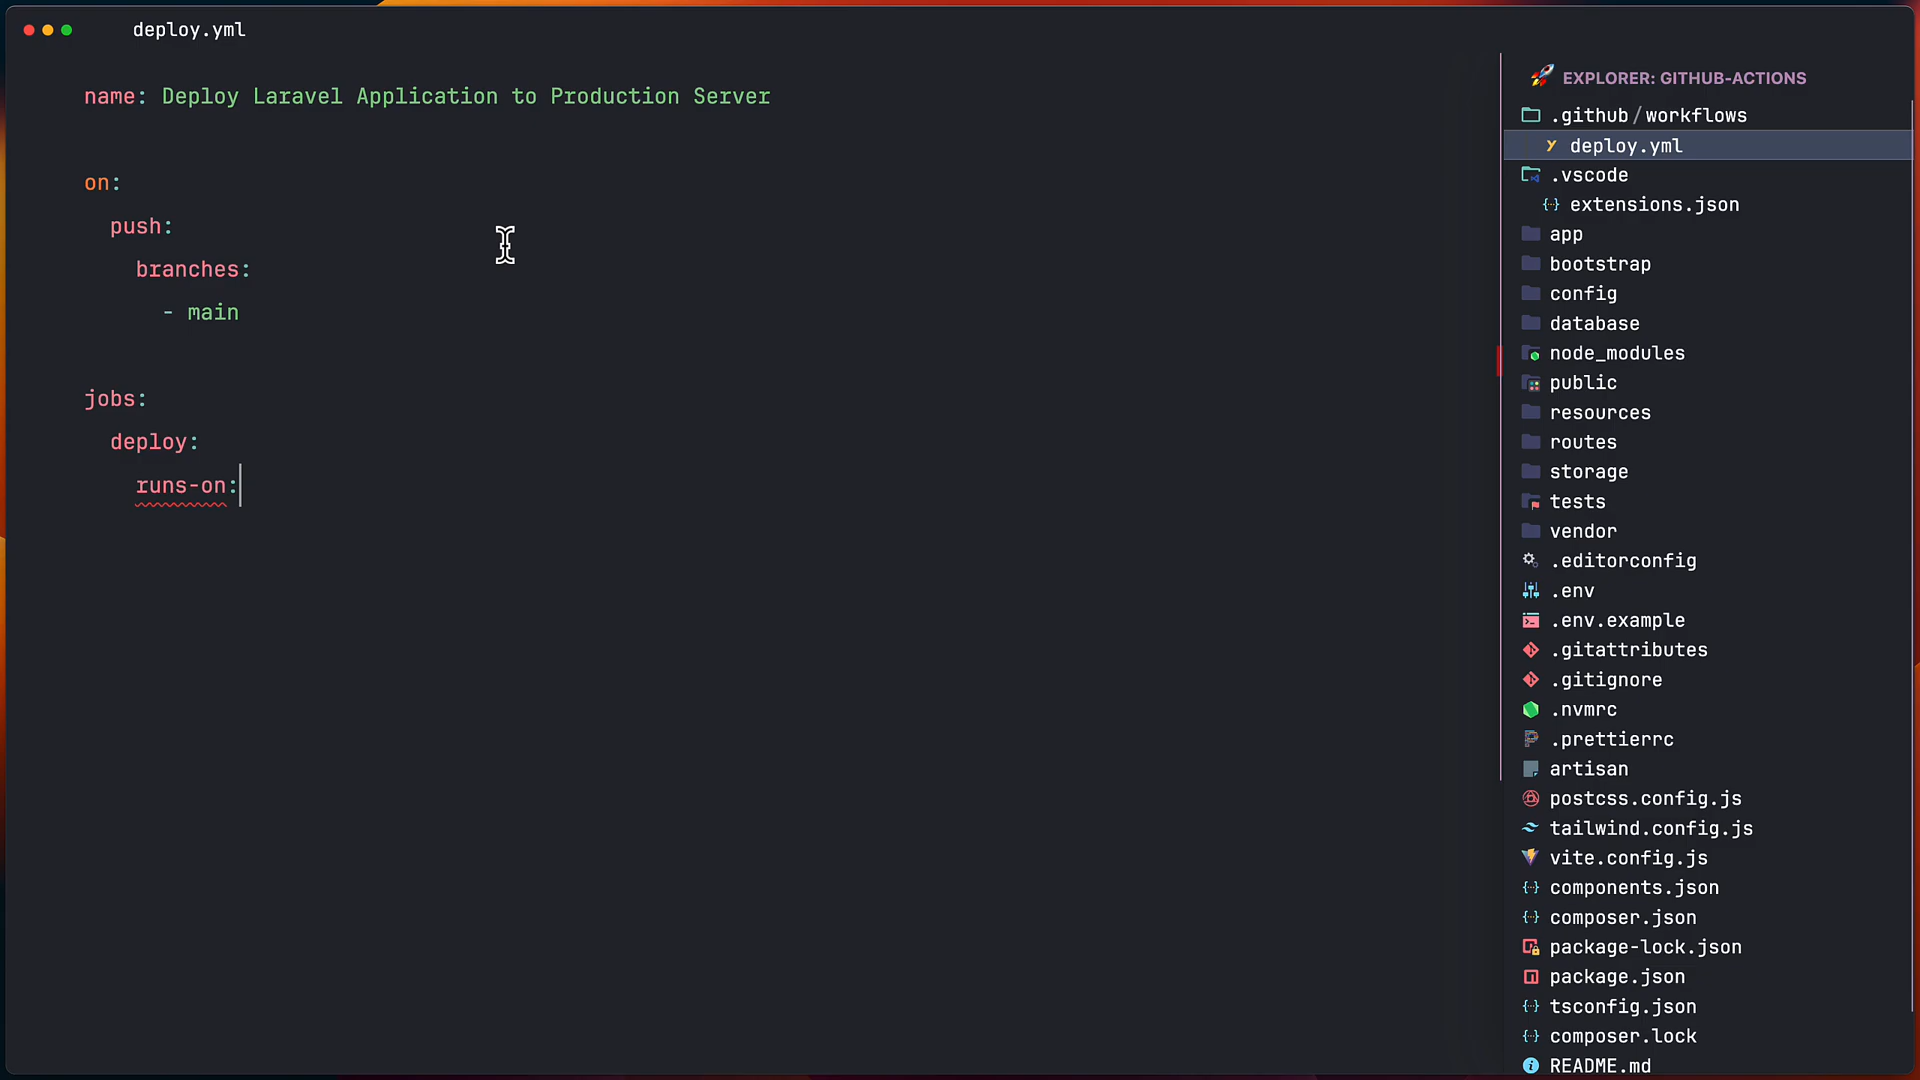 deploy.yml
name: Deploy Laravel Application to Production Server
on:
push:
branches:
- main
jobs:
deploy:
runs-on:
EXPLORER: GITHUB-ACTIONS
.github/workflows
deploy.yml
.vscode
extensions.json
app
bootstrap
config
database
node_modules
public
resources
routes
storage
tests
vendor
.editorconfig
.env
.env.example
.gitattributes
.gitignore
.nvmrc
.prettierrc
artisan
postcss.config.js
tailwind.config.js
vite.config.js
components.json
composer.json
package-lock.json
package.json
tsconfig.json
composer.lock
README.md